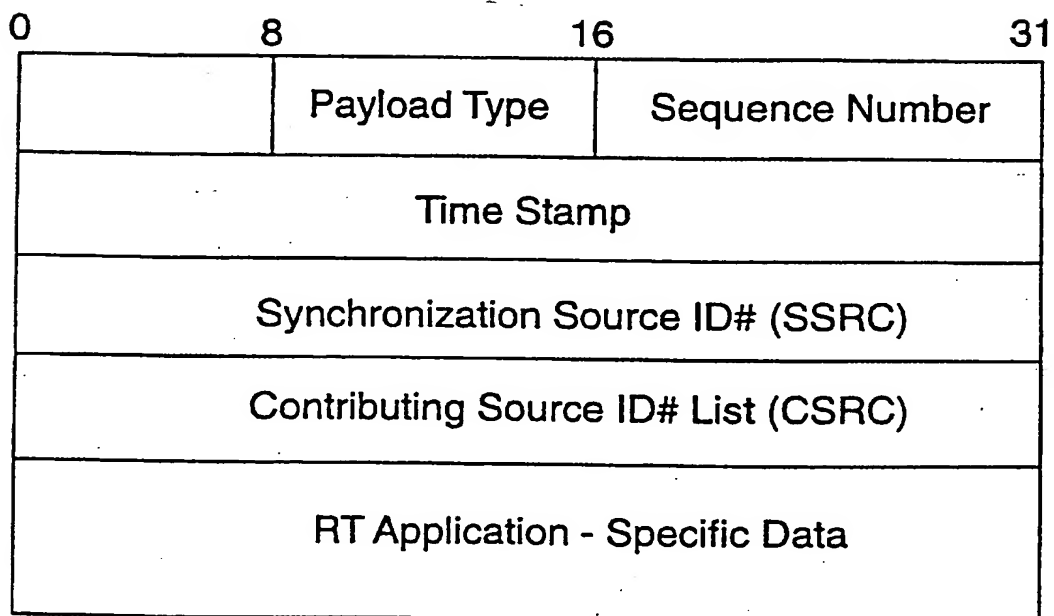 0 8 16 31
Payload Type Sequence Number
Time Stamp
Synchronization Source ID# (SSRC)
Contributing Source ID# List (CSRC)
RT Application - Specific Data